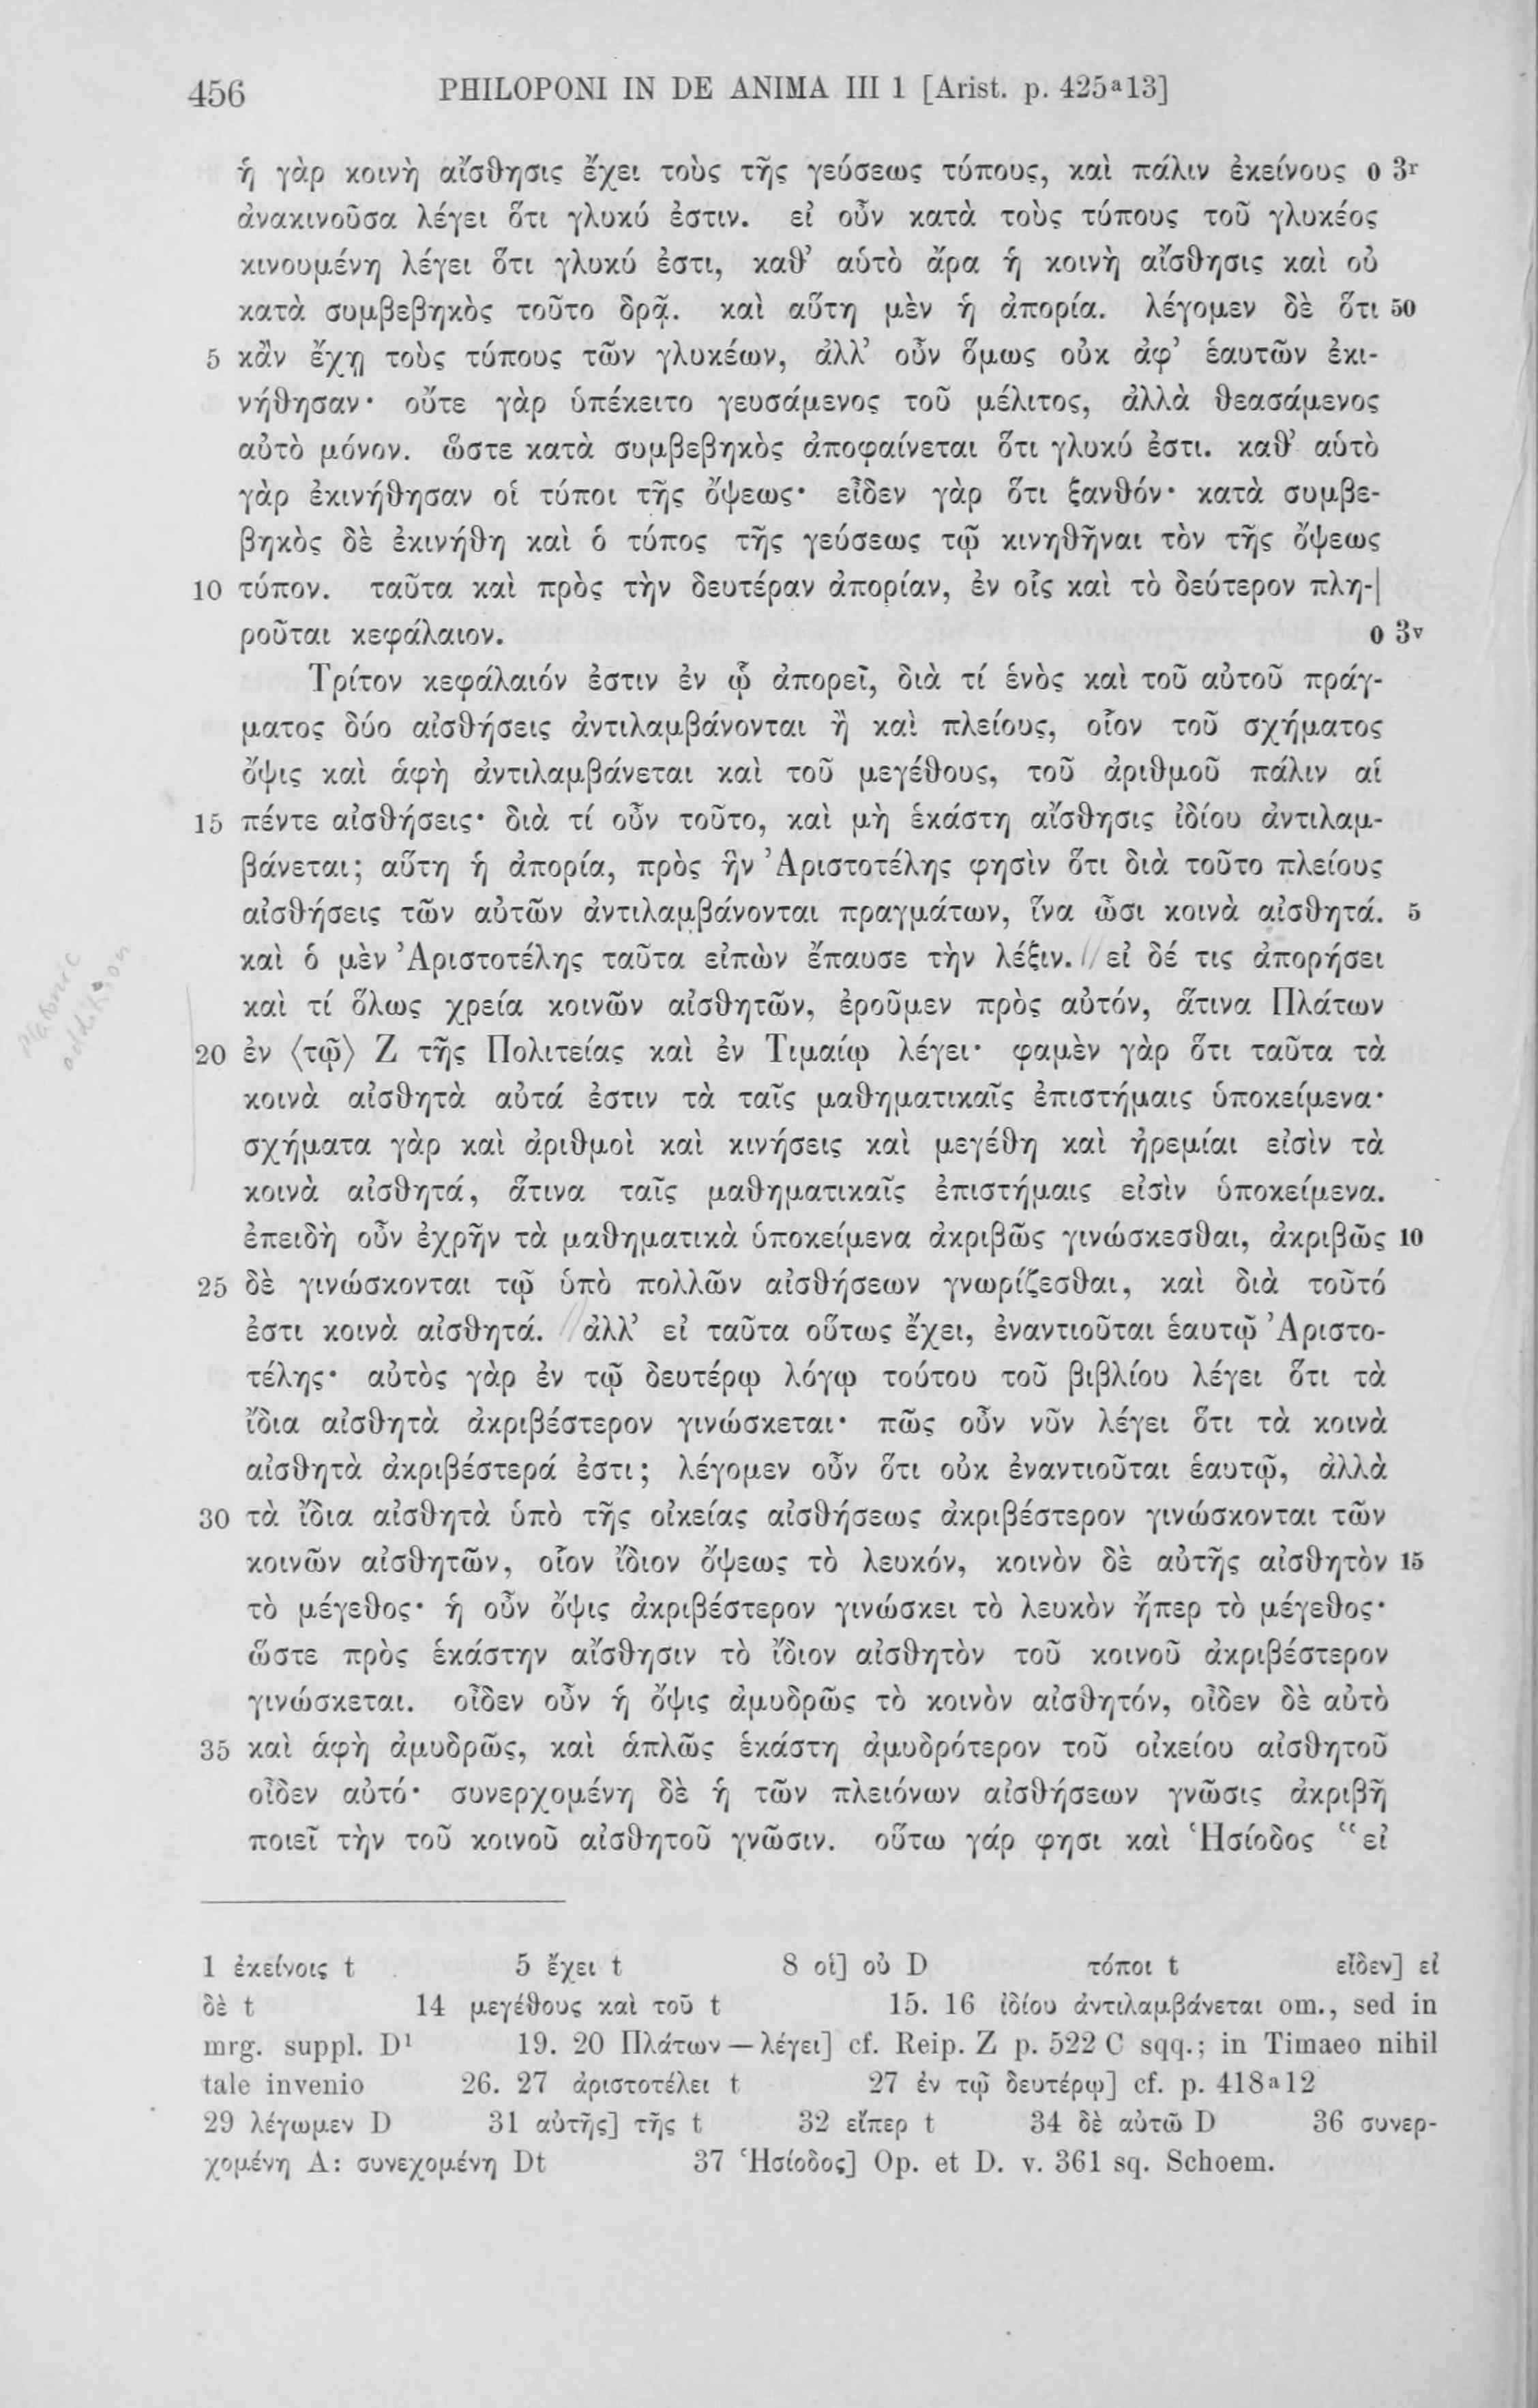 456 PHILOPONI IN DE ANIMA III 1 [Arist. p. 425ᵃ13]
ἡ γὰρ κοινὴ αἴσθησις ἔχει τοὺς τῆς γεύσεως τύπους, καὶ πάλιν ἐκείνους ο 3ʳ
ἀνακινοῦσα λέγει ὅτι γλυκύ ἐστιν. εἰ οὖν κατὰ τοὺς τύπους τοῦ γλυκέος
κινουμένη λέγει ὅτι γλυκύ ἐστι, καθ’ αὑτὸ ἄρα ἡ κοινὴ αἴσθησις καὶ οὐ
κατὰ συμβεβηκὸς τοῦτο δρᾷ. καὶ αὕτη μὲν ἡ ἀπορία. λέγομεν δὲ ὅτι 50
5 κἂν ἔχῃ τοὺς τύπους τῶν γλυκέων, ἀλλ’ οὖν ὅμως οὐκ ἀφ’ ἑαυτῶν ἐκι-
νήθησαν· οὔτε γὰρ ὑπέκειτο γευσάμενος τοῦ μέλιτος, ἀλλὰ θεασάμενος
αὐτὸ μόνον. ὥστε κατὰ συμβεβηκὸς ἀποφαίνεται ὅτι γλυκύ ἐστι. καθ’ αὑτὸ
γὰρ ἐκινήθησαν οἱ τύποι τῆς ὄψεως· εἶδεν γὰρ ὅτι ξανθόν· κατὰ συμβε-
βηκὸς δὲ ἐκινήθη καὶ ὁ τύπος τῆς γεύσεως τῷ κινηθῆναι τὸν τῆς ὄψεως
10 τύπον. ταῦτα καὶ πρὸς τὴν δευτέραν ἀπορίαν, ἐν οἷς καὶ τὸ δεύτερον πλη-|
ροῦται κεφάλαιον. ο 3ᵛ
Τρίτον κεφάλαιόν ἐστιν ἐν ᾧ ἀπορεῖ, διὰ τί ἑνὸς καὶ τοῦ αὐτοῦ πράγ-
ματος δύο αἰσθήσεις ἀντιλαμβάνονται ἢ καὶ πλείους, οἷον τοῦ σχήματος
ὄψις καὶ ἁφὴ ἀντιλαμβάνεται καὶ τοῦ μεγέθους, τοῦ ἀριθμοῦ πάλιν αἱ
15 πέντε αἰσθήσεις· διὰ τί οὖν τοῦτο, καὶ μὴ ἑκάστη αἴσθησις ἰδίου ἀντιλαμ-
βάνεται; αὕτη ἡ ἀπορία, πρὸς ἣν Ἀριστοτέλης φησὶν ὅτι διὰ τοῦτο πλείους
αἰσθήσεις τῶν αὐτῶν ἀντιλαμβάνονται πραγμάτων, ἵνα ὦσι κοινὰ αἰσθητά. 5
καὶ ὁ μὲν Ἀριστοτέλης ταῦτα εἰπὼν ἔπαυσε τὴν λέξιν. // εἰ δέ τις ἀπορήσει
Platonic
addition
καὶ τί ὅλως χρεία κοινῶν αἰσθητῶν, ἐροῦμεν πρὸς αὐτόν, ἅτινα Πλάτων
20 ἐν ⟨τῷ⟩ Ζ τῆς Πολιτείας καὶ ἐν Τιμαίῳ λέγει· φαμὲν γὰρ ὅτι ταῦτα τὰ
κοινὰ αἰσθητὰ αὐτά ἐστιν τὰ ταῖς μαθηματικαῖς ἐπιστήμαις ὑποκείμενα·
σχήματα γὰρ καὶ ἀριθμοὶ καὶ κινήσεις καὶ μεγέθη καὶ ἠρεμίαι εἰσὶν τὰ
κοινὰ αἰσθητά, ἅτινα ταῖς μαθηματικαῖς ἐπιστήμαις εἰσὶν ὑποκείμενα.
ἐπειδὴ οὖν ἐχρῆν τὰ μαθηματικὰ ὑποκείμενα ἀκριβῶς γινώσκεσθαι, ἀκριβῶς 10
25 δὲ γινώσκονται τῷ ὑπὸ πολλῶν αἰσθήσεων γνωρίζεσθαι, καὶ διὰ τοῦτό
ἐστι κοινὰ αἰσθητά. // ἀλλ’ εἰ ταῦτα οὕτως ἔχει, ἐναντιοῦται ἑαυτῷ Ἀριστο-
τέλης· αὐτὸς γὰρ ἐν τῷ δευτέρῳ λόγῳ τούτου τοῦ βιβλίου λέγει ὅτι τὰ
ἴδια αἰσθητὰ ἀκριβέστερον γινώσκεται· πῶς οὖν νῦν λέγει ὅτι τὰ κοινὰ
αἰσθητὰ ἀκριβέστερά ἐστι; λέγομεν οὖν ὅτι οὐκ ἐναντιοῦται ἑαυτῷ, ἀλλὰ
30 τὰ ἴδια αἰσθητὰ ὑπὸ τῆς οἰκείας αἰσθήσεως ἀκριβέστερον γινώσκονται τῶν
κοινῶν αἰσθητῶν, οἷον ἴδιον ὄψεως τὸ λευκόν, κοινὸν δὲ αὐτῆς αἰσθητὸν 15
τὸ μέγεθος· ἡ οὖν ὄψις ἀκριβέστερον γινώσκει τὸ λευκὸν ἤπερ τὸ μέγεθος·
ὥστε πρὸς ἑκάστην αἴσθησιν τὸ ἴδιον αἰσθητὸν τοῦ κοινοῦ ἀκριβέστερον
γινώσκεται. οἶδεν οὖν ἡ ὄψις ἀμυδρῶς τὸ κοινὸν αἰσθητόν, οἶδεν δὲ αὐτὸ
35 καὶ ἁφὴ ἀμυδρῶς, καὶ ἁπλῶς ἑκάστη ἀμυδρότερον τοῦ οἰκείου αἰσθητοῦ
οἶδεν αὐτό· συνερχομένη δὲ ἡ τῶν πλειόνων αἰσθήσεων γνῶσις ἀκριβῆ
ποιεῖ τὴν τοῦ κοινοῦ αἰσθητοῦ γνῶσιν. οὕτω γάρ φησι καὶ Ἡσίοδος “εἰ
1 ἐκείνοις t 5 ἔχει t 8 οἱ] οὐ D τόποι t εἶδεν] εἰ
δὲ t 14 μεγέθους καὶ τοῦ t 15. 16 ἰδίου ἀντιλαμβάνεται om., sed in
mrg. suppl. D¹ 19. 20 Πλάτων — λέγει] cf. Reip. Z p. 522 C sqq.; in Timaeo nihil
tale invenio 26. 27 ἀριστοτέλει t 27 ἐν τῷ δευτέρῳ] cf. p. 418ᵃ12
29 λέγωμεν D 31 αὐτῆς] τῆς t 32 εἴπερ t 34 δὲ αὐτῶ D 36 συνερ-
χομένη A: συνεχομένη Dt 37 Ἡσίοδος] Op. et D. v. 361 sq. Schoem.